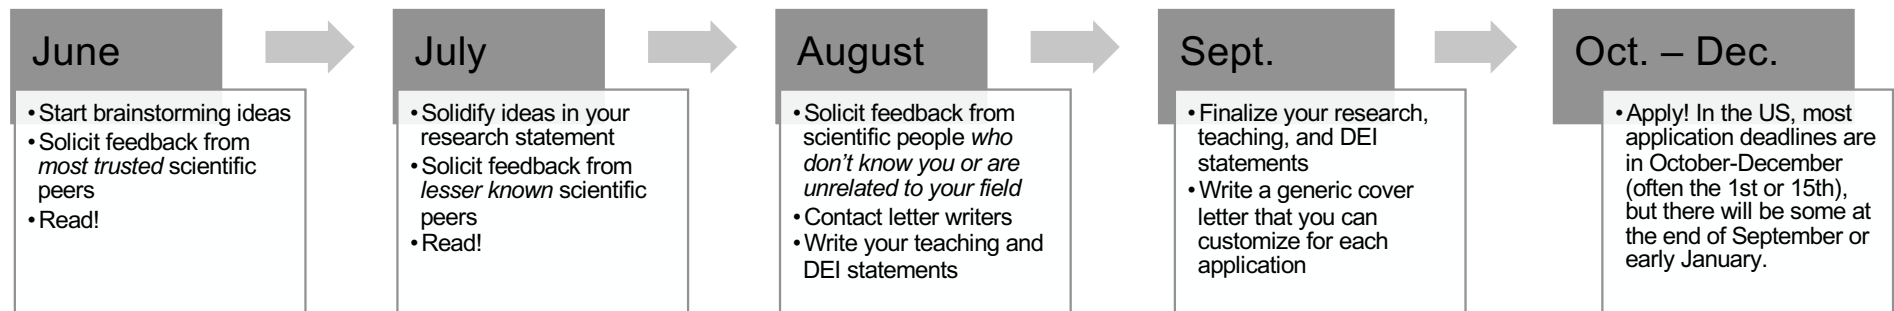 June
• Start brainstorming ideas
• Solicit feedback from
most trusted scientific
peers
• Read!
July
• Solidify ideas in your
research statement
• Solicit feedback from
lesser known scientific
peers
• Read!
August
• Solicit feedback from
scientific people who
don't know you or are
unrelated to your field
• Contact letter writers
• Write your teaching and
DEI statements
Sept.
• Finalize your research,
teaching, and DEI
statements
• Write a generic cover
letter that you can
customize for each
application
Oct. – Dec.
• Apply! In the US, most
application deadlines are
in October-December
(often the 1st or 15th),
but there will be some at
the end of September or
early January.